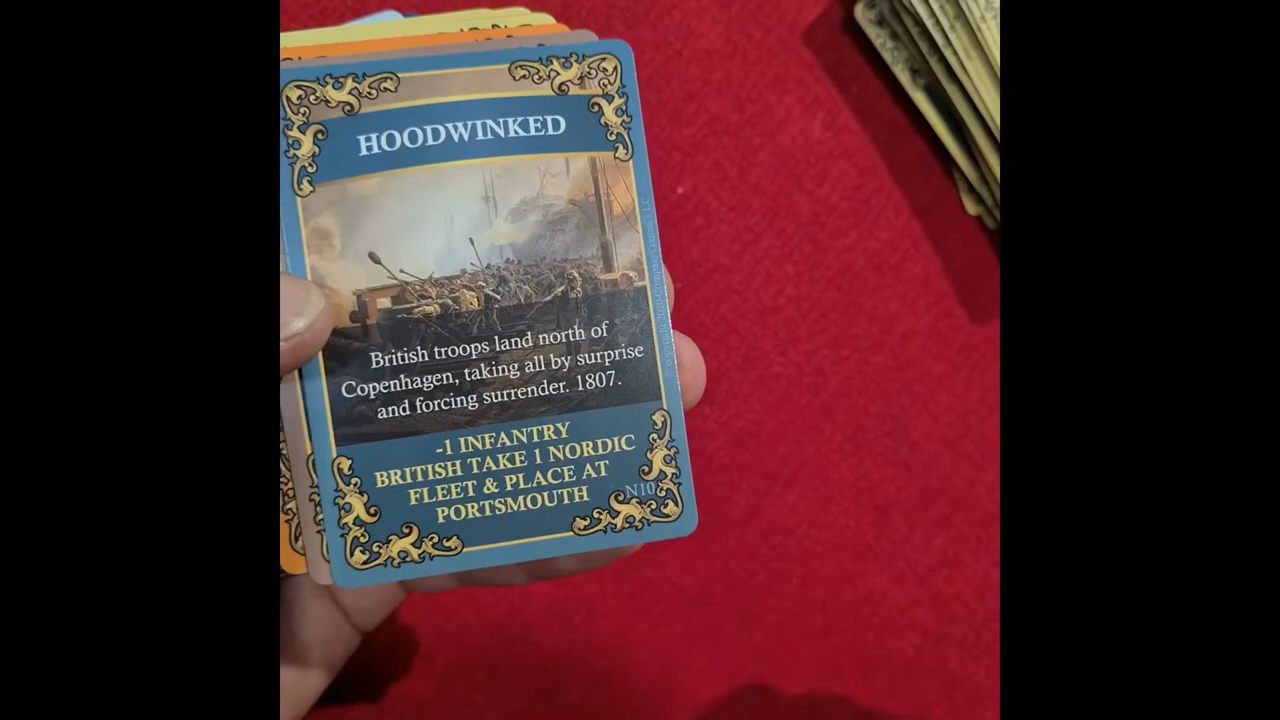 HOODWINKED
British troops land north of
Copenhagen, taking all by surprise
and forcing surrender. 1807.
-1 INFANTRY
BRITISH TAKE 1 NORDIC
FLEET & PLACE AT
PORTSMOUTH
N10